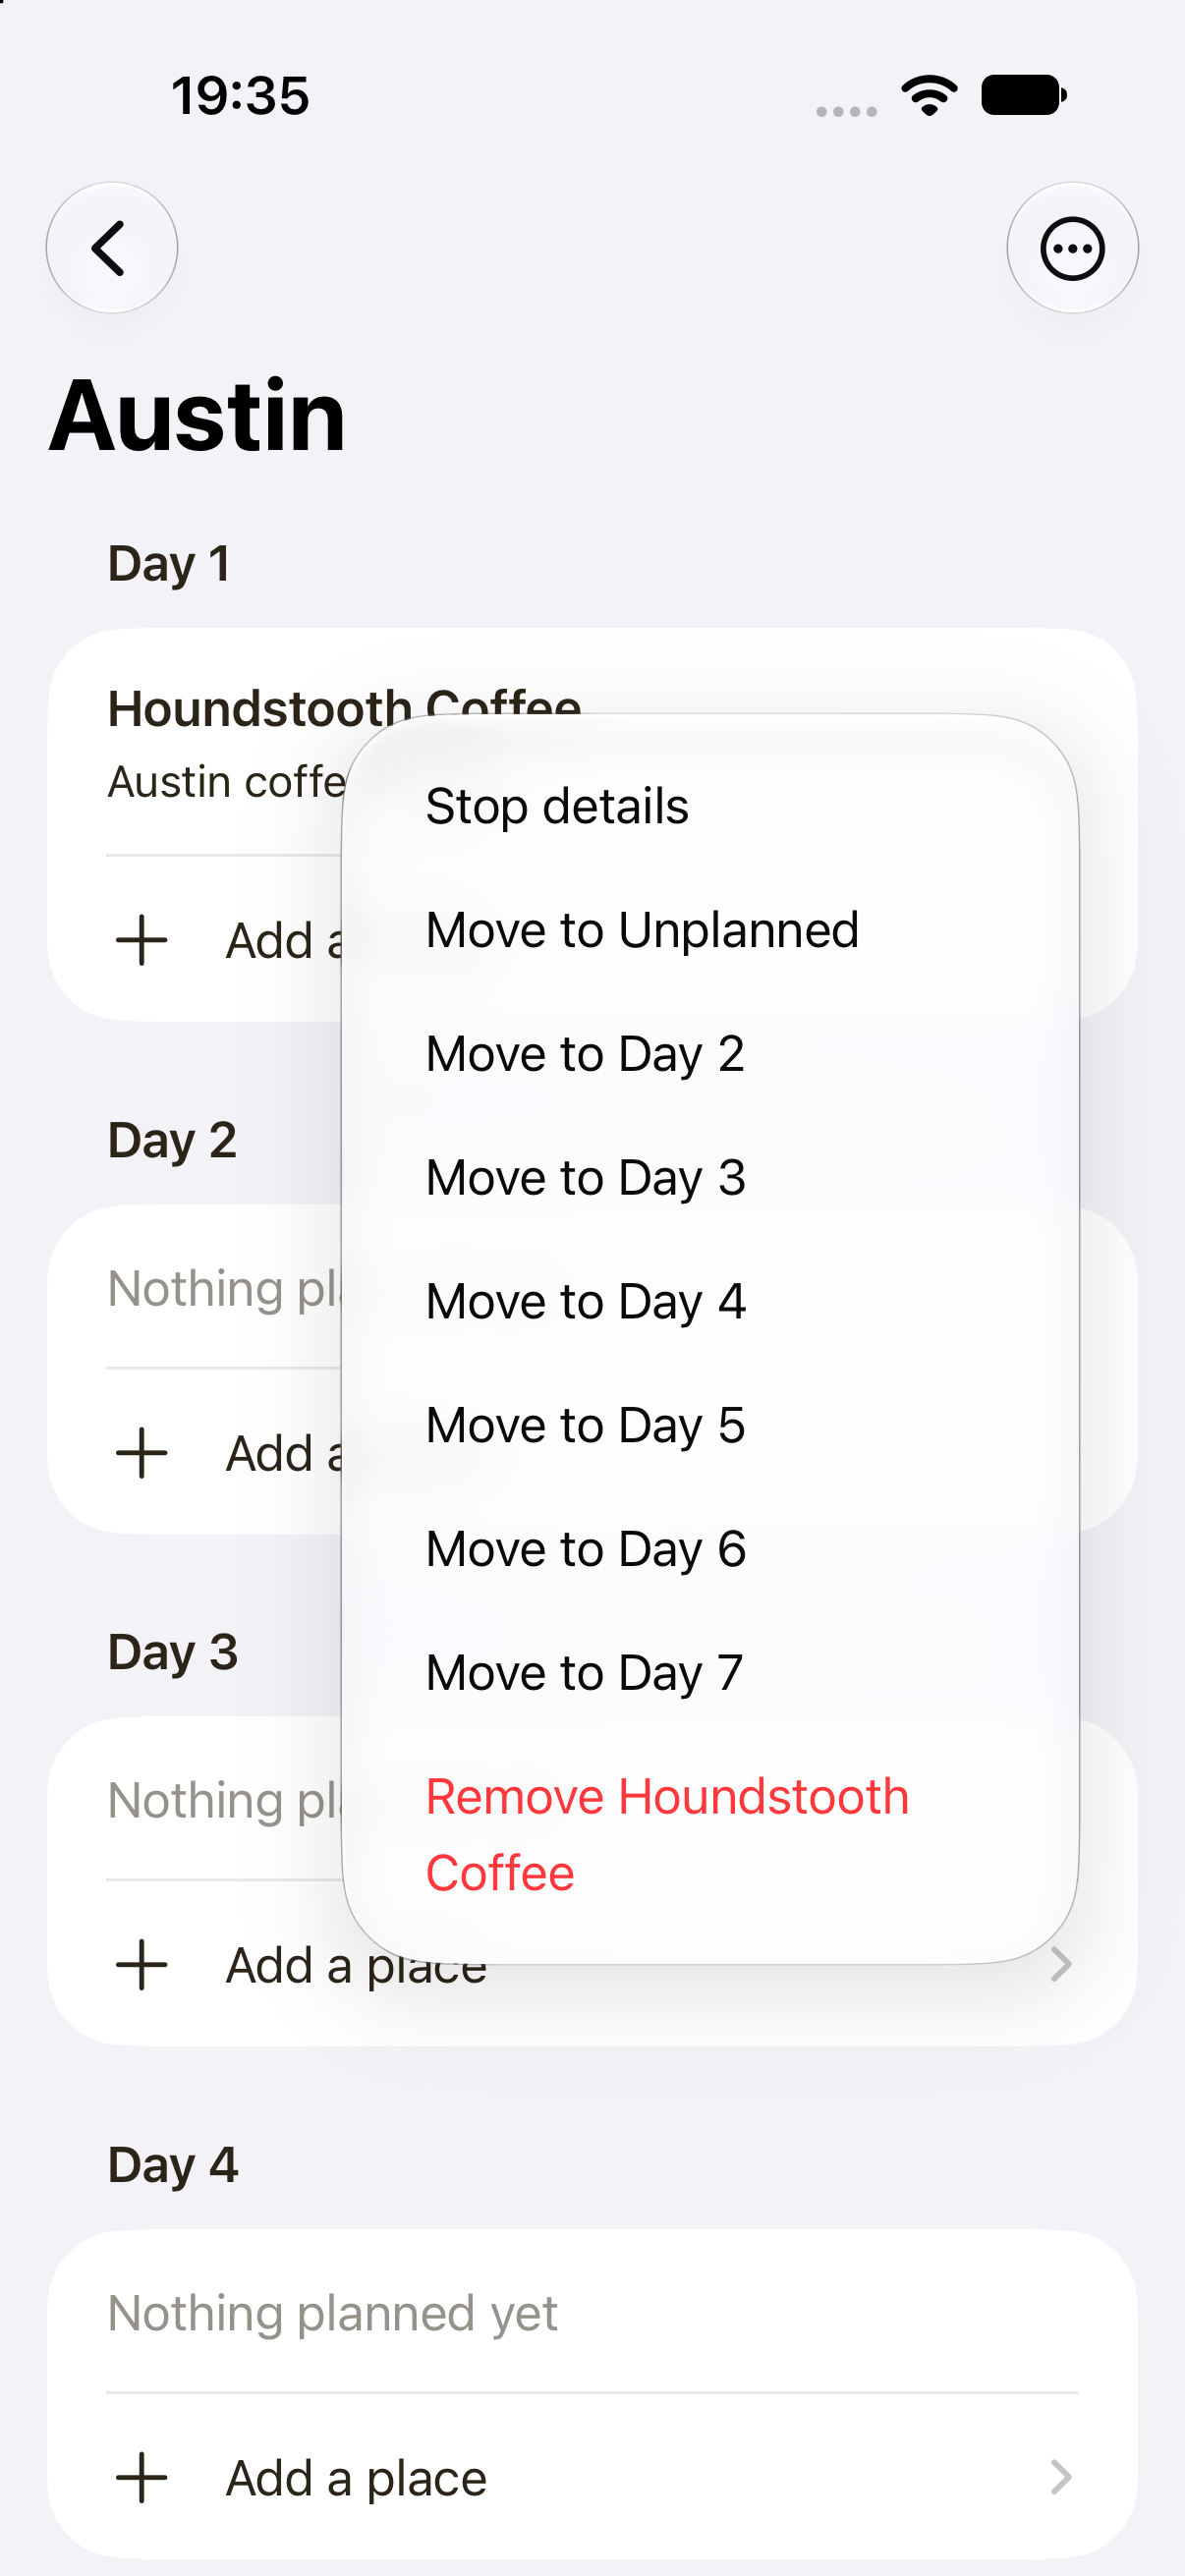 19:35
Austin
Day 1
Houndstooth Coffee
Austin coffe
Add a
Stop details
Move to Unplanned
Move to Day 2
Move to Day 3
Move to Day 4
Move to Day 5
Move to Day 6
Move to Day 7
Remove Houndstooth
Coffee
Day 2
Nothing pl
Add a
Day 3
Nothing pl
Add a place
Day 4
Nothing planned yet
Add a place